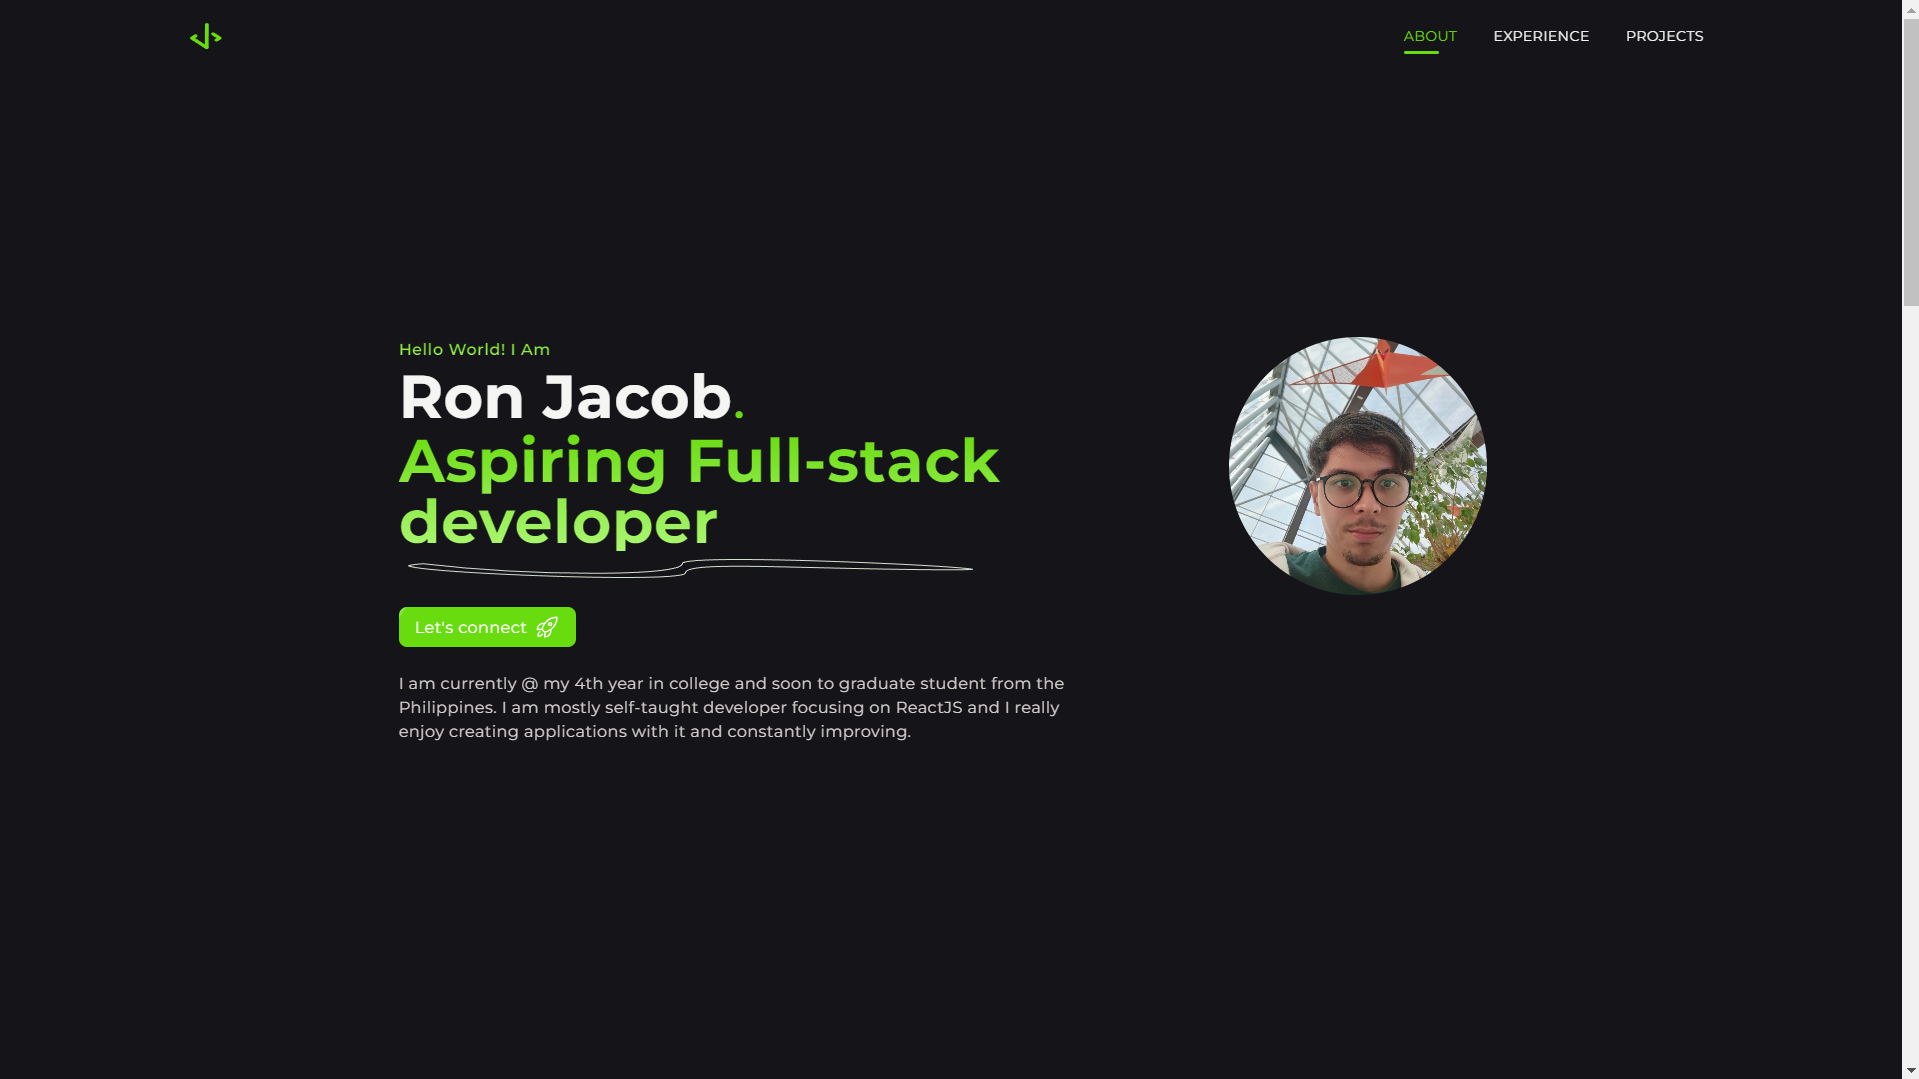 ABOUT EXPERIENCE PROJECTS
Hello World! I Am
Ron Jacob.
Aspiring Full-stack
developer
Let's connect
I am currently @ my 4th year in college and soon to graduate student from the
Philippines. I am mostly self-taught developer focusing on ReactJS and I really
enjoy creating applications with it and constantly improving.